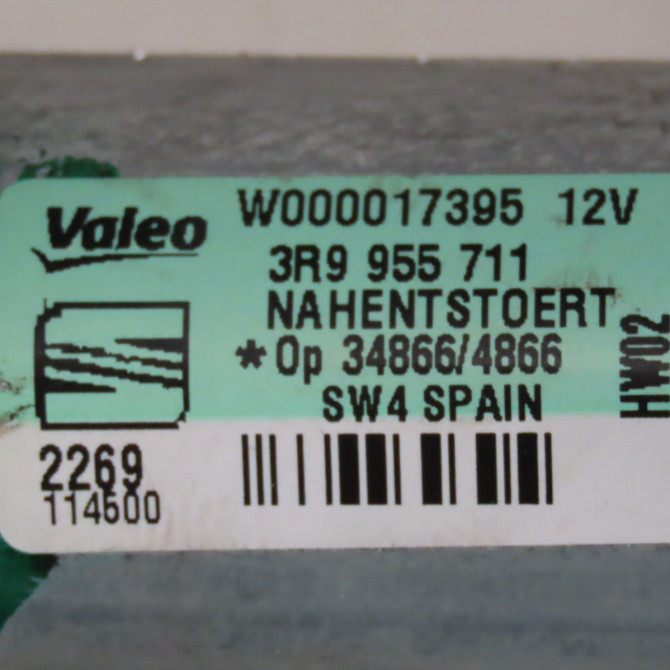 Valeo
W000017395 12V
3R9 955 711
NAHENTSTOERT
*Op 34866/4866
SW4 SPAIN
HW02
2269
114600